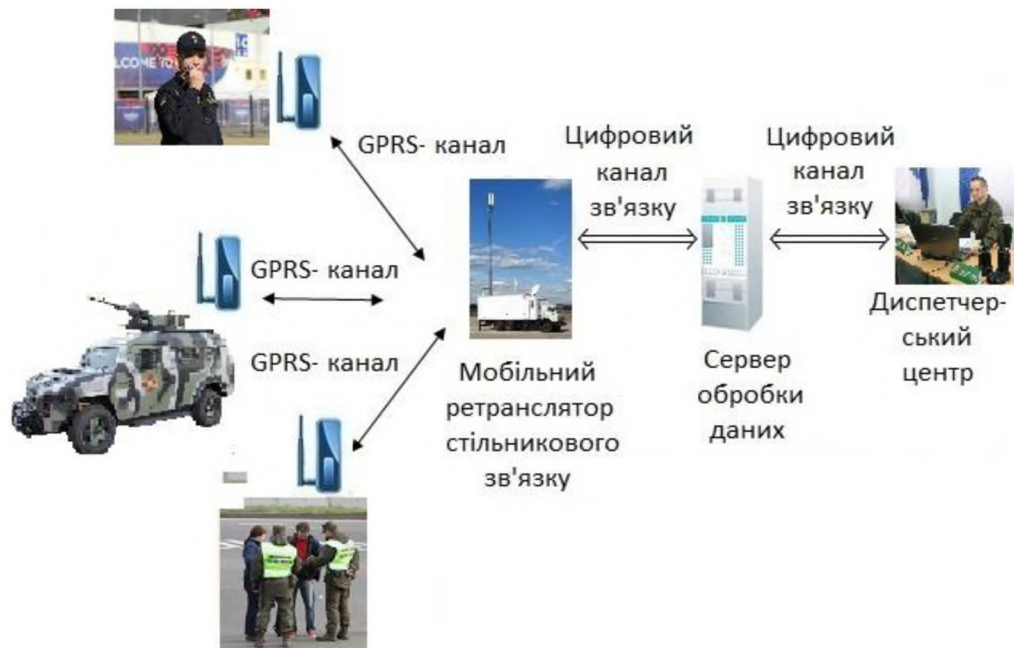 GPRS- канал
Цифровий
канал
зв'язку
Цифровий
канал
зв'язку
GPRS- канал
GPRS- канал
Мобільний
ретранслятор
стільникового
зв'язку
Сервер
обробки
даних
Диспетчер-
ський
центр